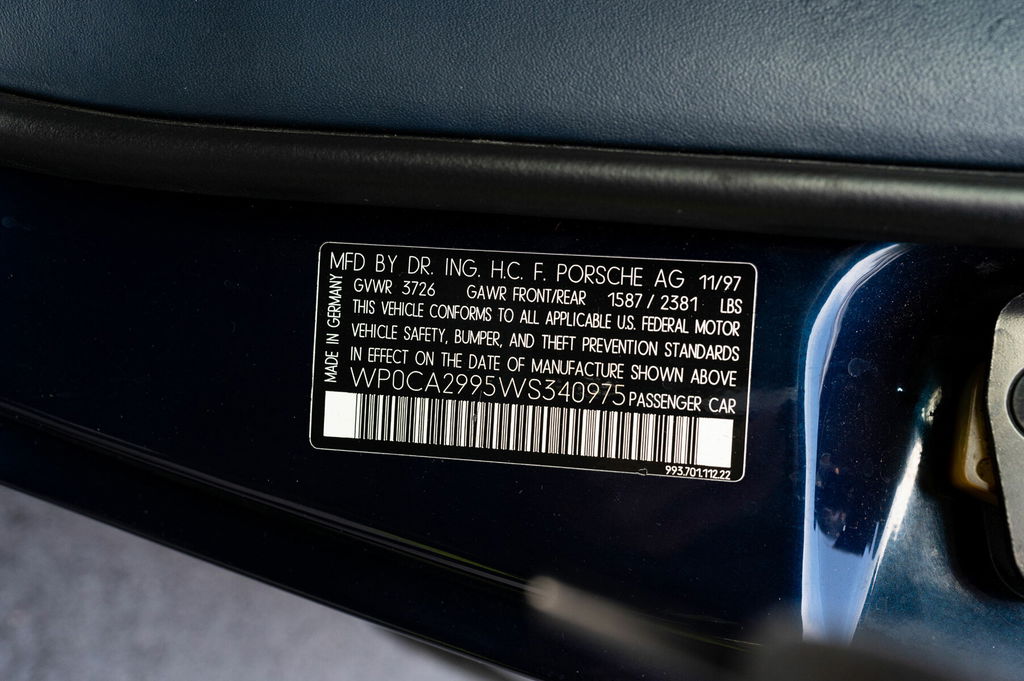 MFD BY DR. ING. H.C. F. PORSCHE AG 11/97
GVWR 3726 GAWR FRONT/REAR 1587 / 2381 LBS
THIS VEHICLE CONFORMS TO ALL APPLICABLE U.S. FEDERAL MOTOR
VEHICLE SAFETY, BUMPER, AND THEFT PREVENTION STANDARDS
IN EFFECT ON THE DATE OF MANUFACTURE SHOWN ABOVE
WP0CA2995WS340975 PASSENGER CAR
993.701.112.22
MADE IN GERMANY